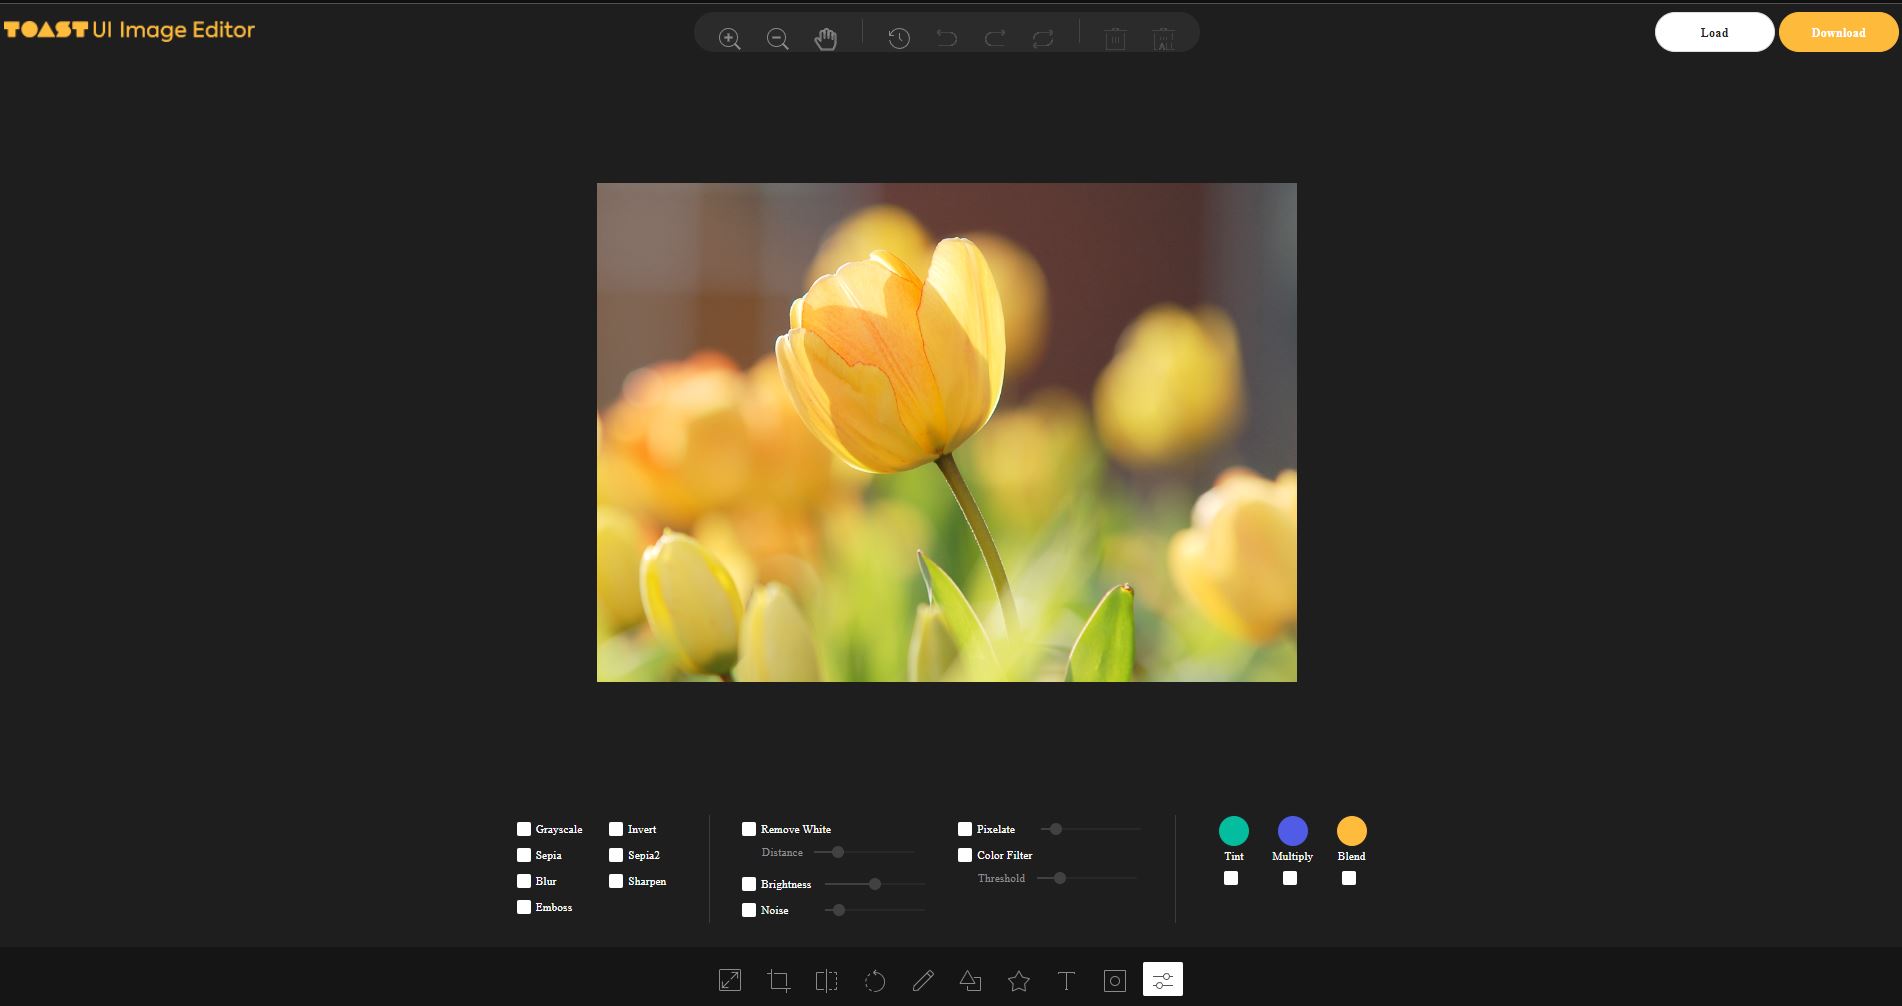 TOAST UI Image Editor
Load
Download
Grayscale
Invert
Sepia
Sepia2
Blur
Sharpen
Emboss
Remove White
Distance
Brightness
Noise
Pixelate
Color Filter
Threshold
Tint
Multiply
Blend
ALL
T